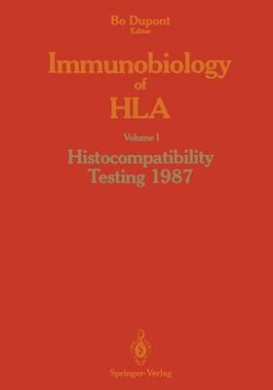 Bo Dupont
Editor
Immunobiology
of
HLA
Volume I
Histocompatibility
Testing 1987
Springer-Verlag